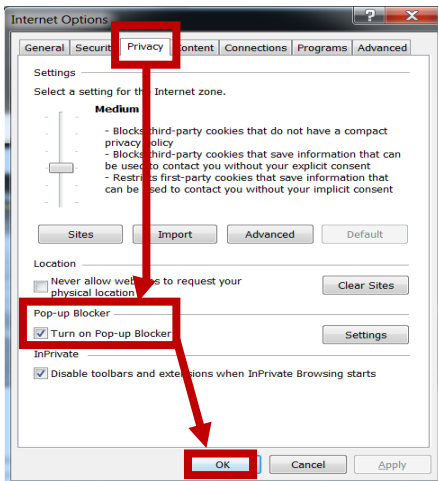 Internet Options
General Security Privacy Content Connections Programs Advanced
Settings
Select a setting for the Internet zone.
Medium
- Blocks third-party cookies that do not have a compact
privacy policy
- Blocks third-party cookies that save information that can
be used to contact you without your explicit consent
- Restricts first-party cookies that save information that
can be used to contact you without your implicit consent
Sites Import Advanced Default
Location
Never allow websites to request your
physical location
Clear Sites
Pop-up Blocker
Turn on Pop-up Blocker
Settings
InPrivate
Disable toolbars and extensions when InPrivate Browsing starts
OK Cancel Apply